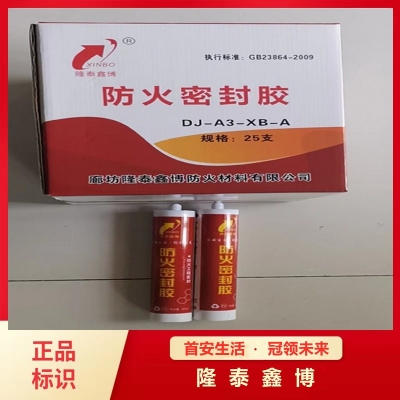 XINBO
®
隆泰鑫博
执行标准：GB23864-2009
防火密封胶
DJ-A3-XB-A
规格：25支
廊坊隆泰鑫博防火材料有限公司
防火密封胶
防火密封胶
正品
标识
首安生活 · 冠领未来
隆泰鑫博